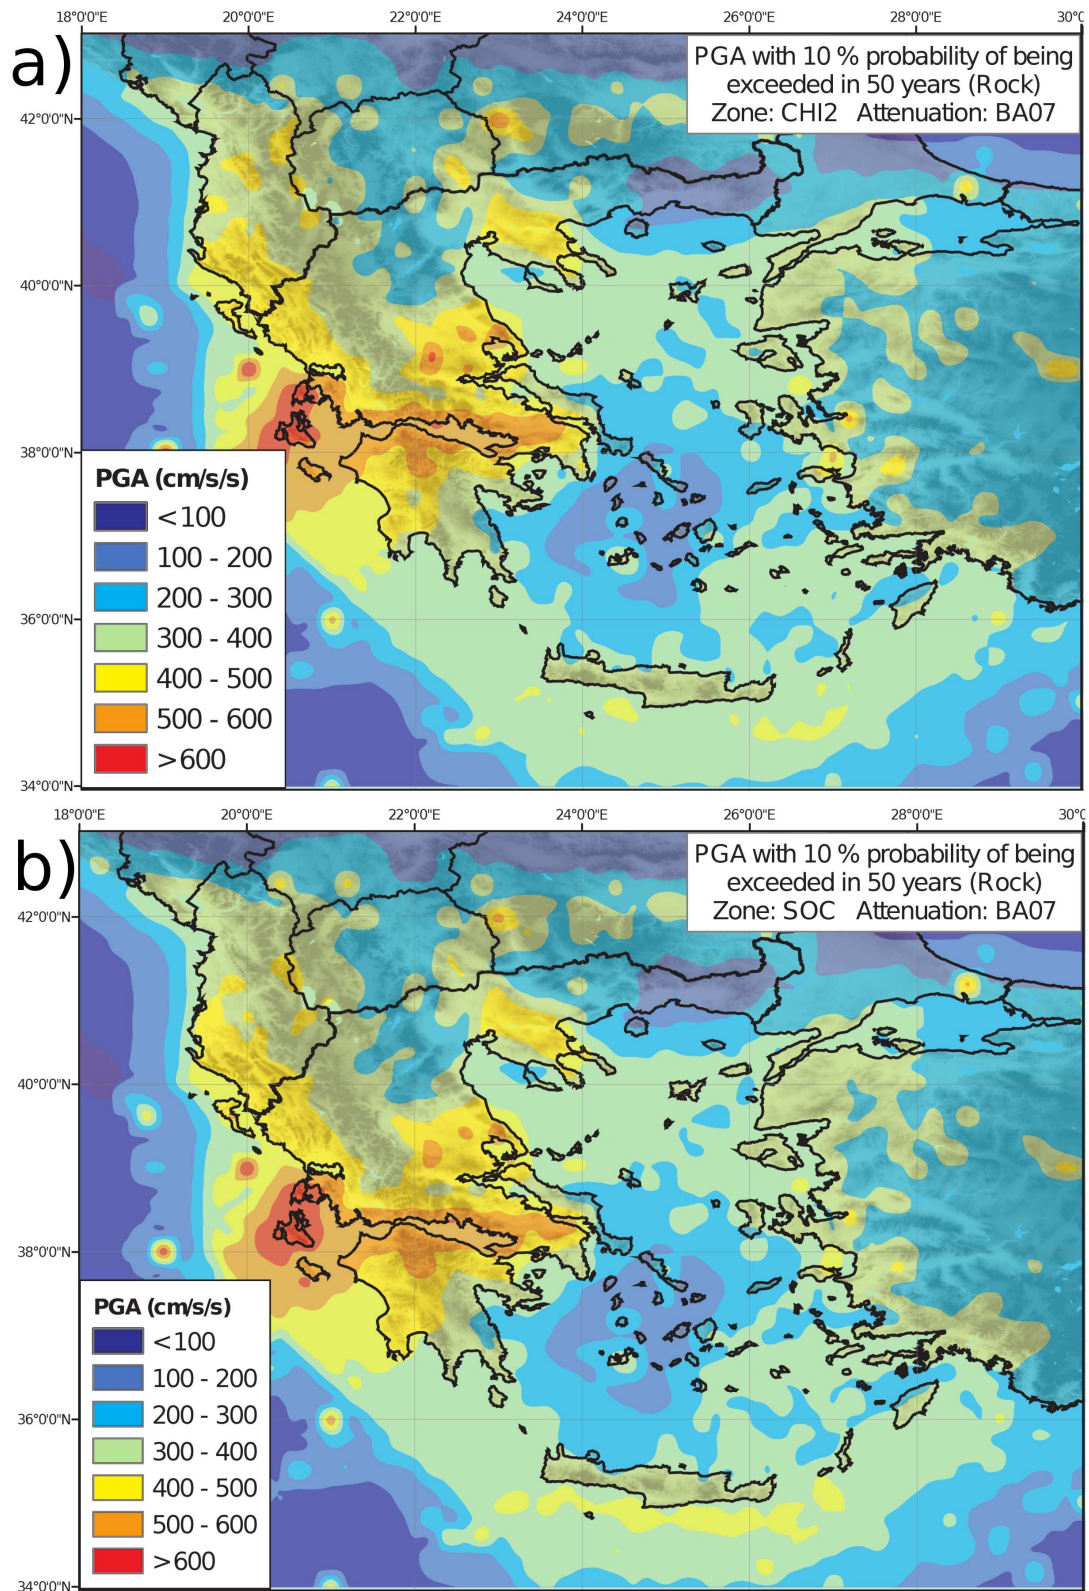 18°0'0"E 20°0'0"E 22°0'0"E 24°0'0"E 26°0'0"E 28°0'0"E 30°0
a)
PGA with 10 % probability of being
exceeded in 50 years (Rock)
Zone: CHI2 Attenuation: BA07
42°0'0"N
40°0'0"N
38°0'0"N
PGA (cm/s/s)
<100
100 - 200
200 - 300
300 - 400
400 - 500
500 - 600
>600
36°0'0"N
34°0'0"N
18°0'0"E 20°0'0"E 22°0'0"E 24°0'0"E 26°0'0"E 28°0'0"E 30°0
b)
PGA with 10 % probability of being
exceeded in 50 years (Rock)
Zone: SOC Attenuation: BA07
42°0'0"N
40°0'0"N
38°0'0"N
PGA (cm/s/s)
<100
100 - 200
200 - 300
300 - 400
400 - 500
500 - 600
>600
36°0'0"N
34°0'0"N